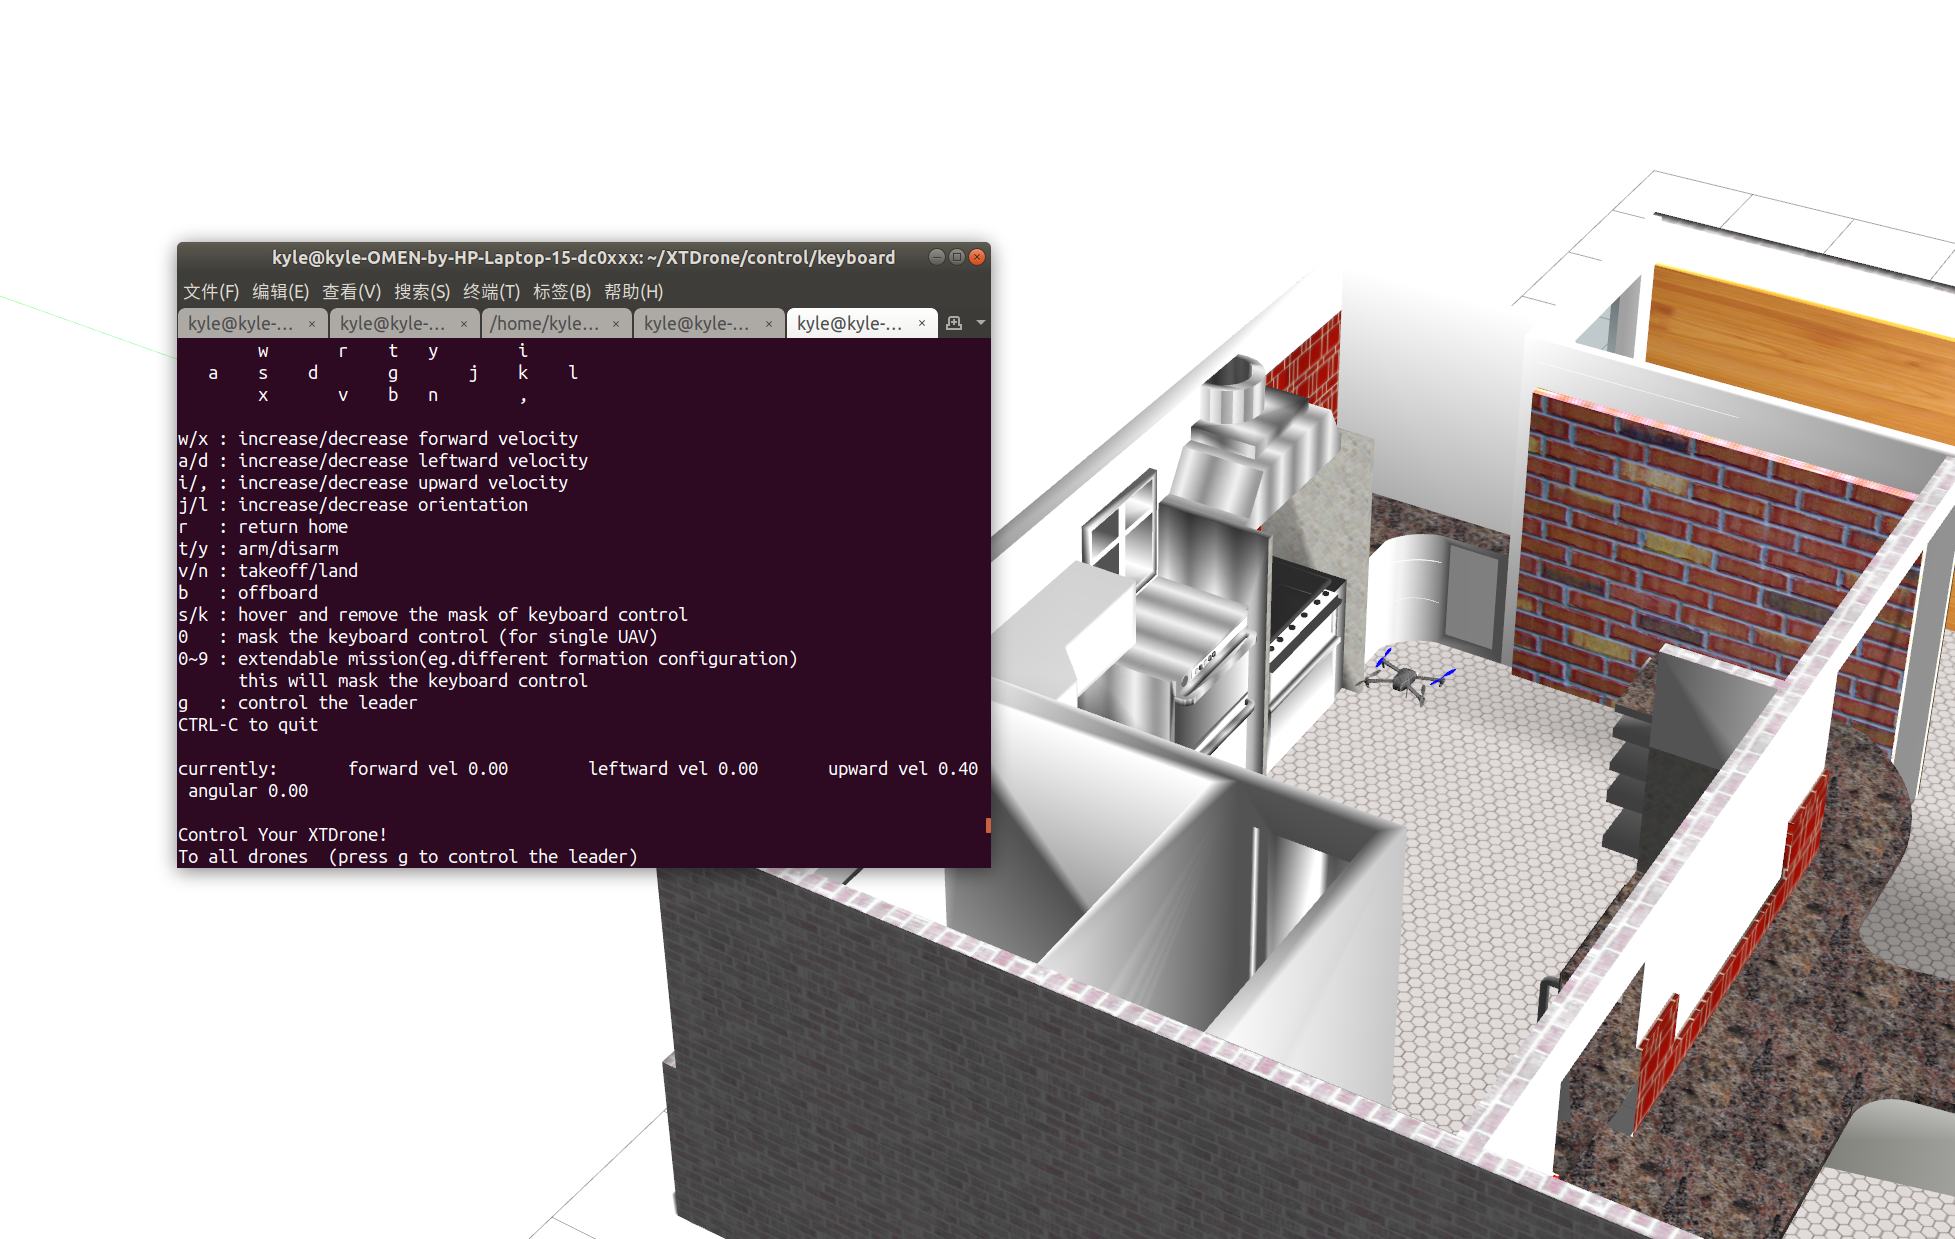 kyle@kyle-OMEN-by-HP-Laptop-15-dc0xxx: ~/XTDrone/control/keyboard
文件(F) 编辑(E) 查看(V) 搜索(S) 终端(T) 标签(B) 帮助(H)
kyle@kyle-... × kyle@kyle-... × /home/kyle... × kyle@kyle-... × kyle@kyle-... ×
w r t y i
a s d g j k l
x v b n ,
w/x : increase/decrease forward velocity
a/d : increase/decrease leftward velocity
i/, : increase/decrease upward velocity
j/l : increase/decrease orientation
r : return home
t/y : arm/disarm
v/n : takeoff/land
b : offboard
s/k : hover and remove the mask of keyboard control
0 : mask the keyboard control (for single UAV)
0~9 : extendable mission(eg.different formation configuration)
this will mask the keyboard control
g : control the leader
CTRL-C to quit
currently: forward vel 0.00 leftward vel 0.00 upward vel 0.40
angular 0.00
Control Your XTDrone!
To all drones (press g to control the leader)